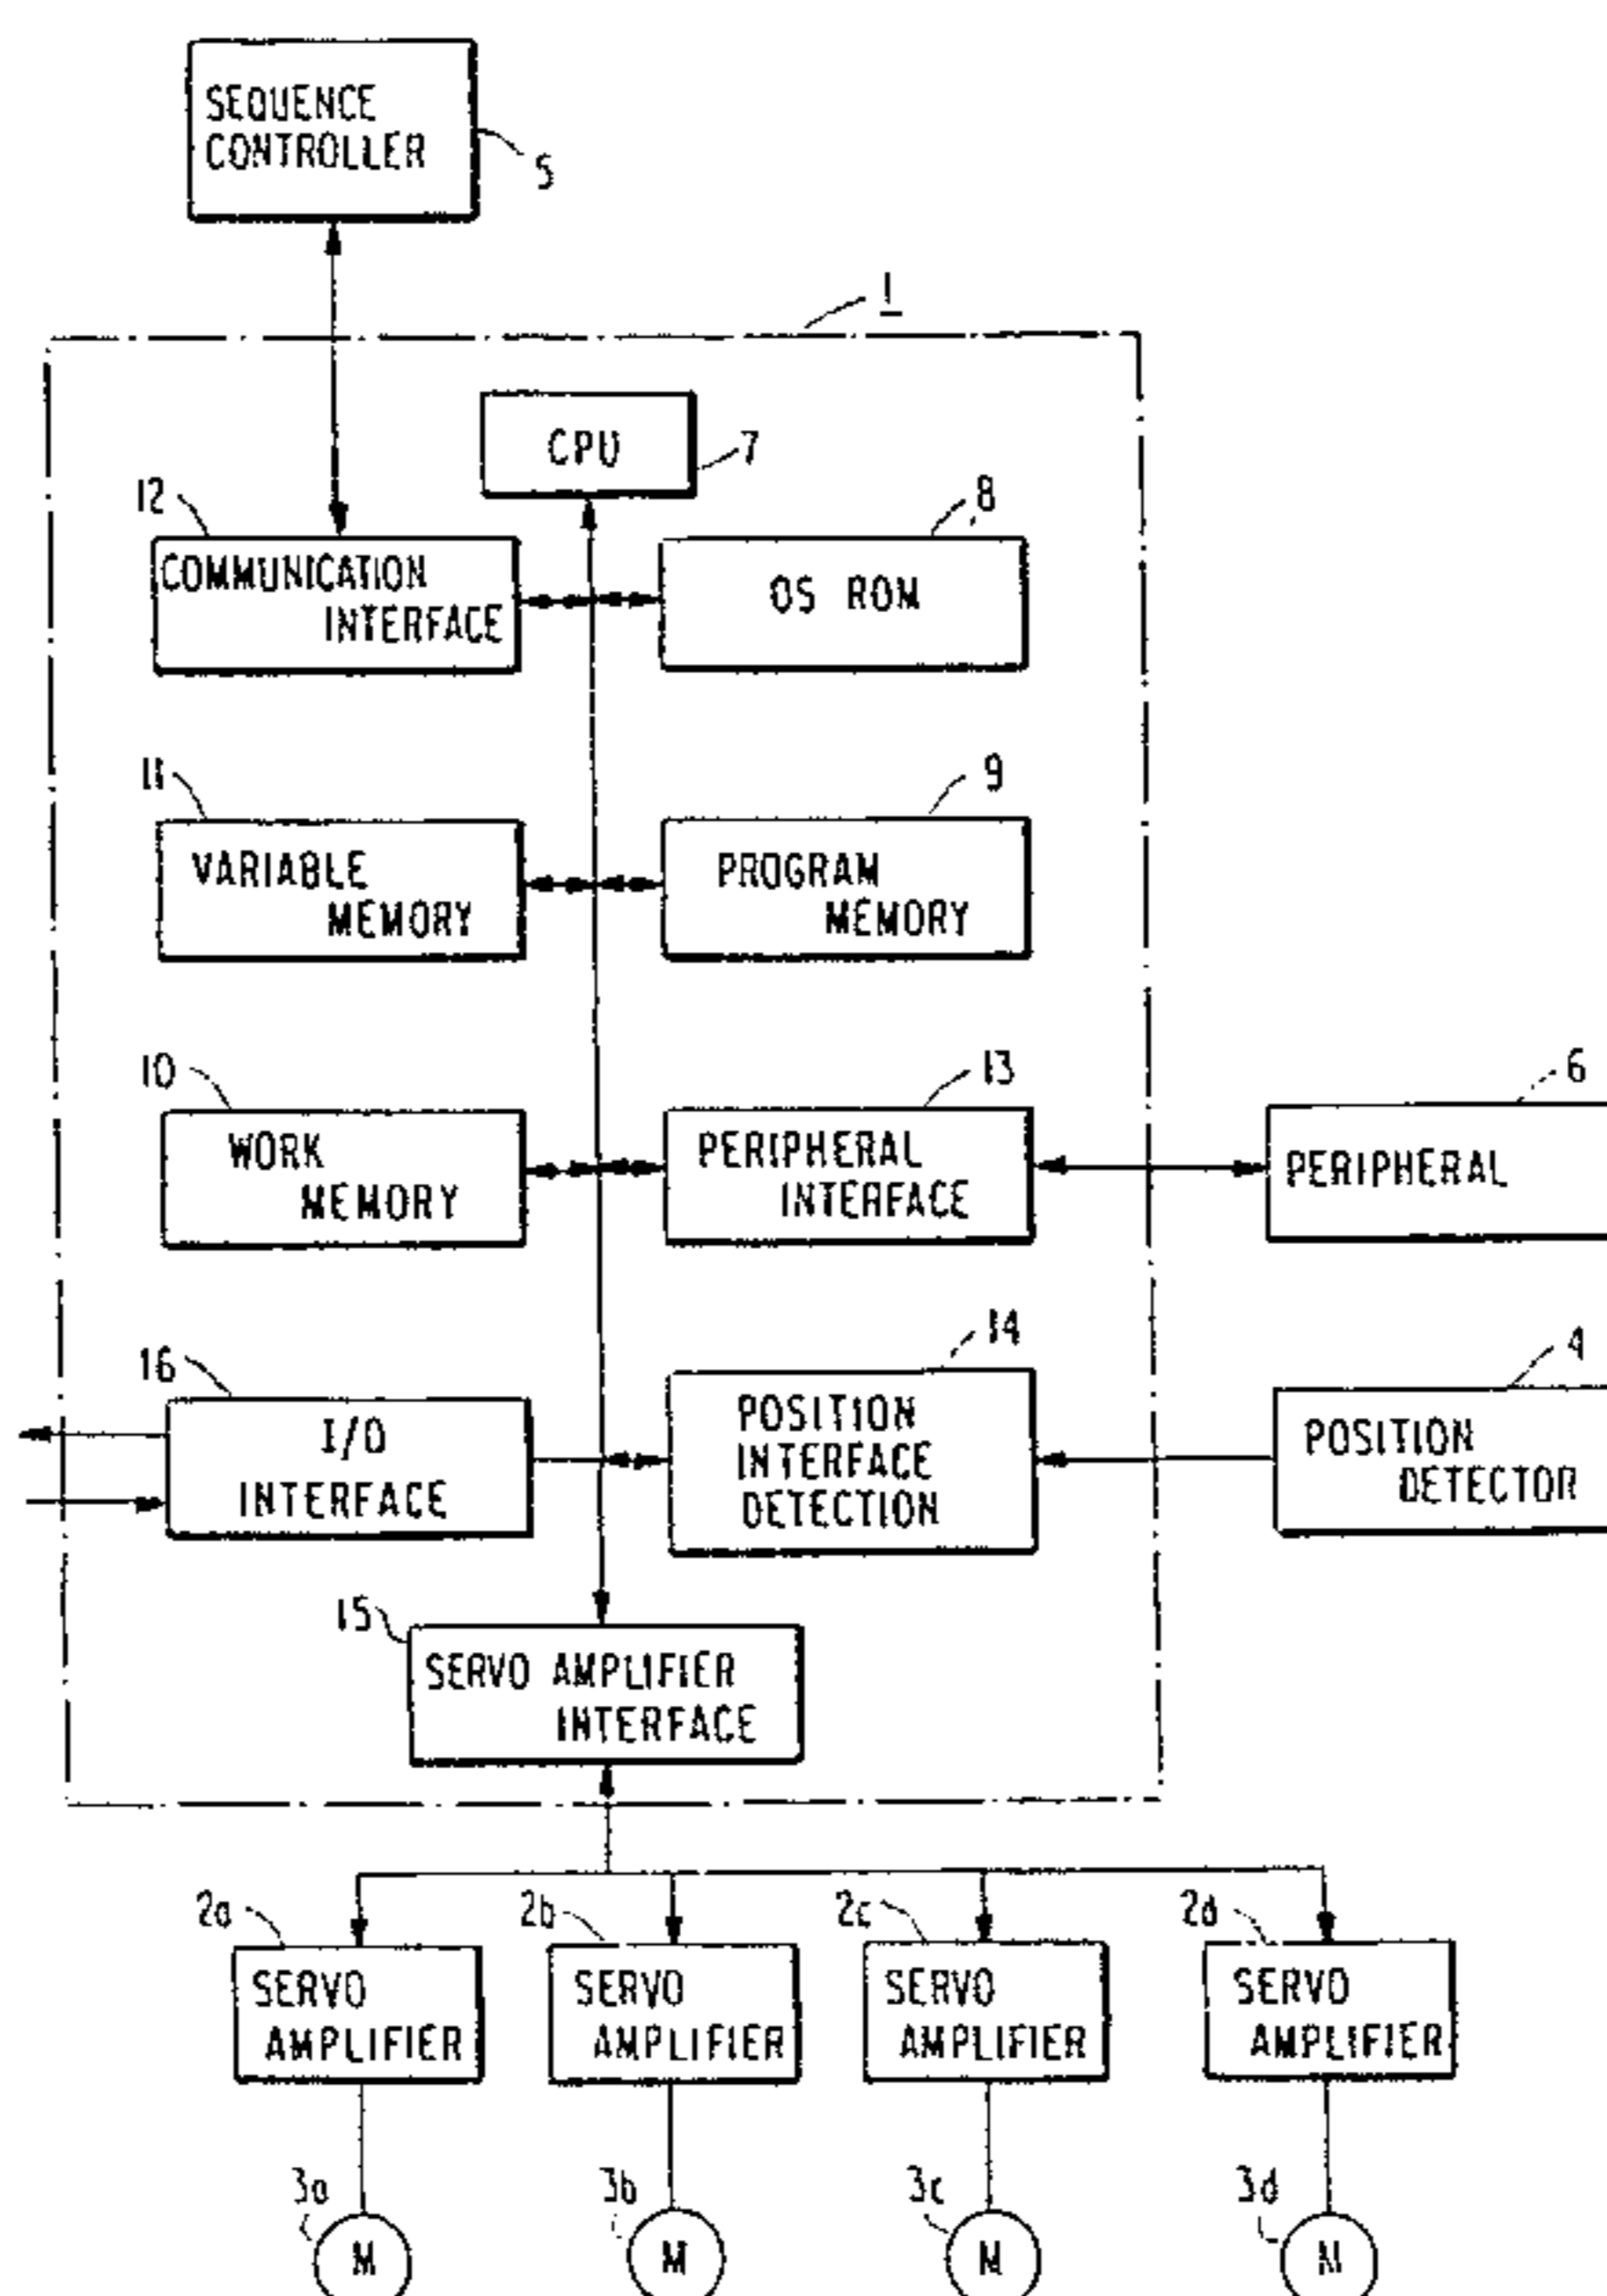 SEQUENCE
CONTROLLER
5
1
CPU
7
12
8
COMMUNICATION
INTERFACE
OS ROM
11
9
VARIABLE
MEMORY
PROGRAM
MEMORY
10
13
6
WORK
MEMORY
PERIPHERAL
INTERFACE
PERIPHERAL
16
14
4
I/O
INTERFACE
POSITION
INTERFACE
DETECTION
POSITION
DETECTOR
15
SERVO AMPLIFIER
INTERFACE
2a
2b
2c
2d
SERVO
AMPLIFIER
SERVO
AMPLIFIER
SERVO
AMPLIFIER
SERVO
AMPLIFIER
3a
3b
3c
3d
M
M
M
M